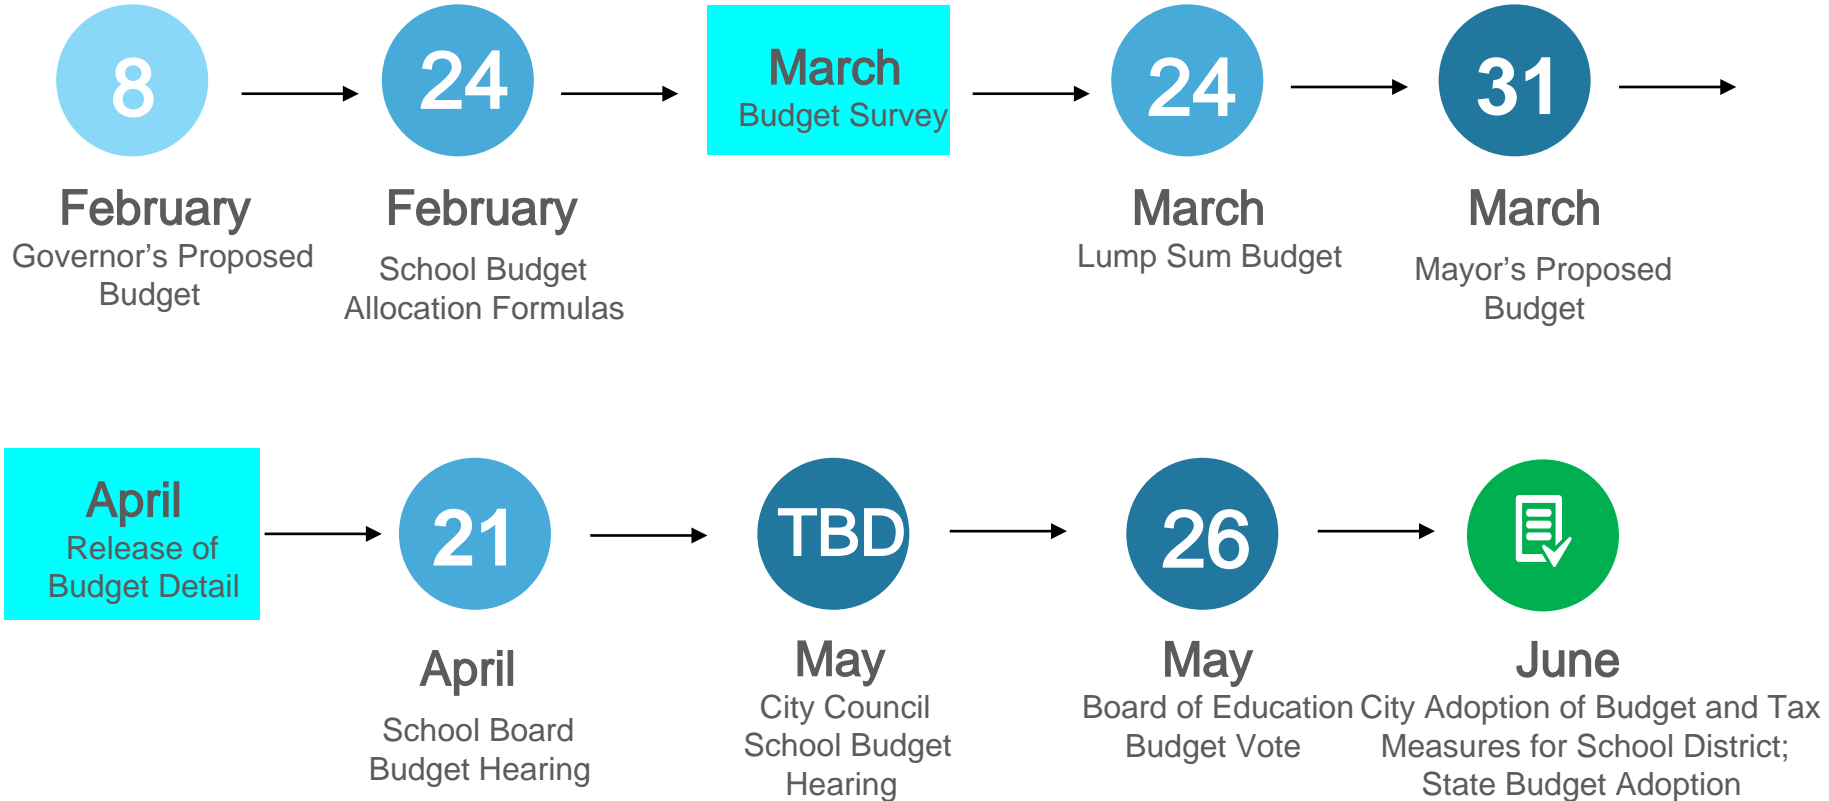 8
February
Governor's Proposed
Budget
24
February
School Budget
Allocation Formulas
March
Budget Survey
24
March
Lump Sum Budget
31
March
Mayor's Proposed
Budget
April
Release of
Budget Detail
21
April
School Board
Budget Hearing
TBD
May
City Council
School Budget
Hearing
26
May
Board of Education
Budget Vote
June
City Adoption of Budget and Tax
Measures for School District;
State Budget Adoption